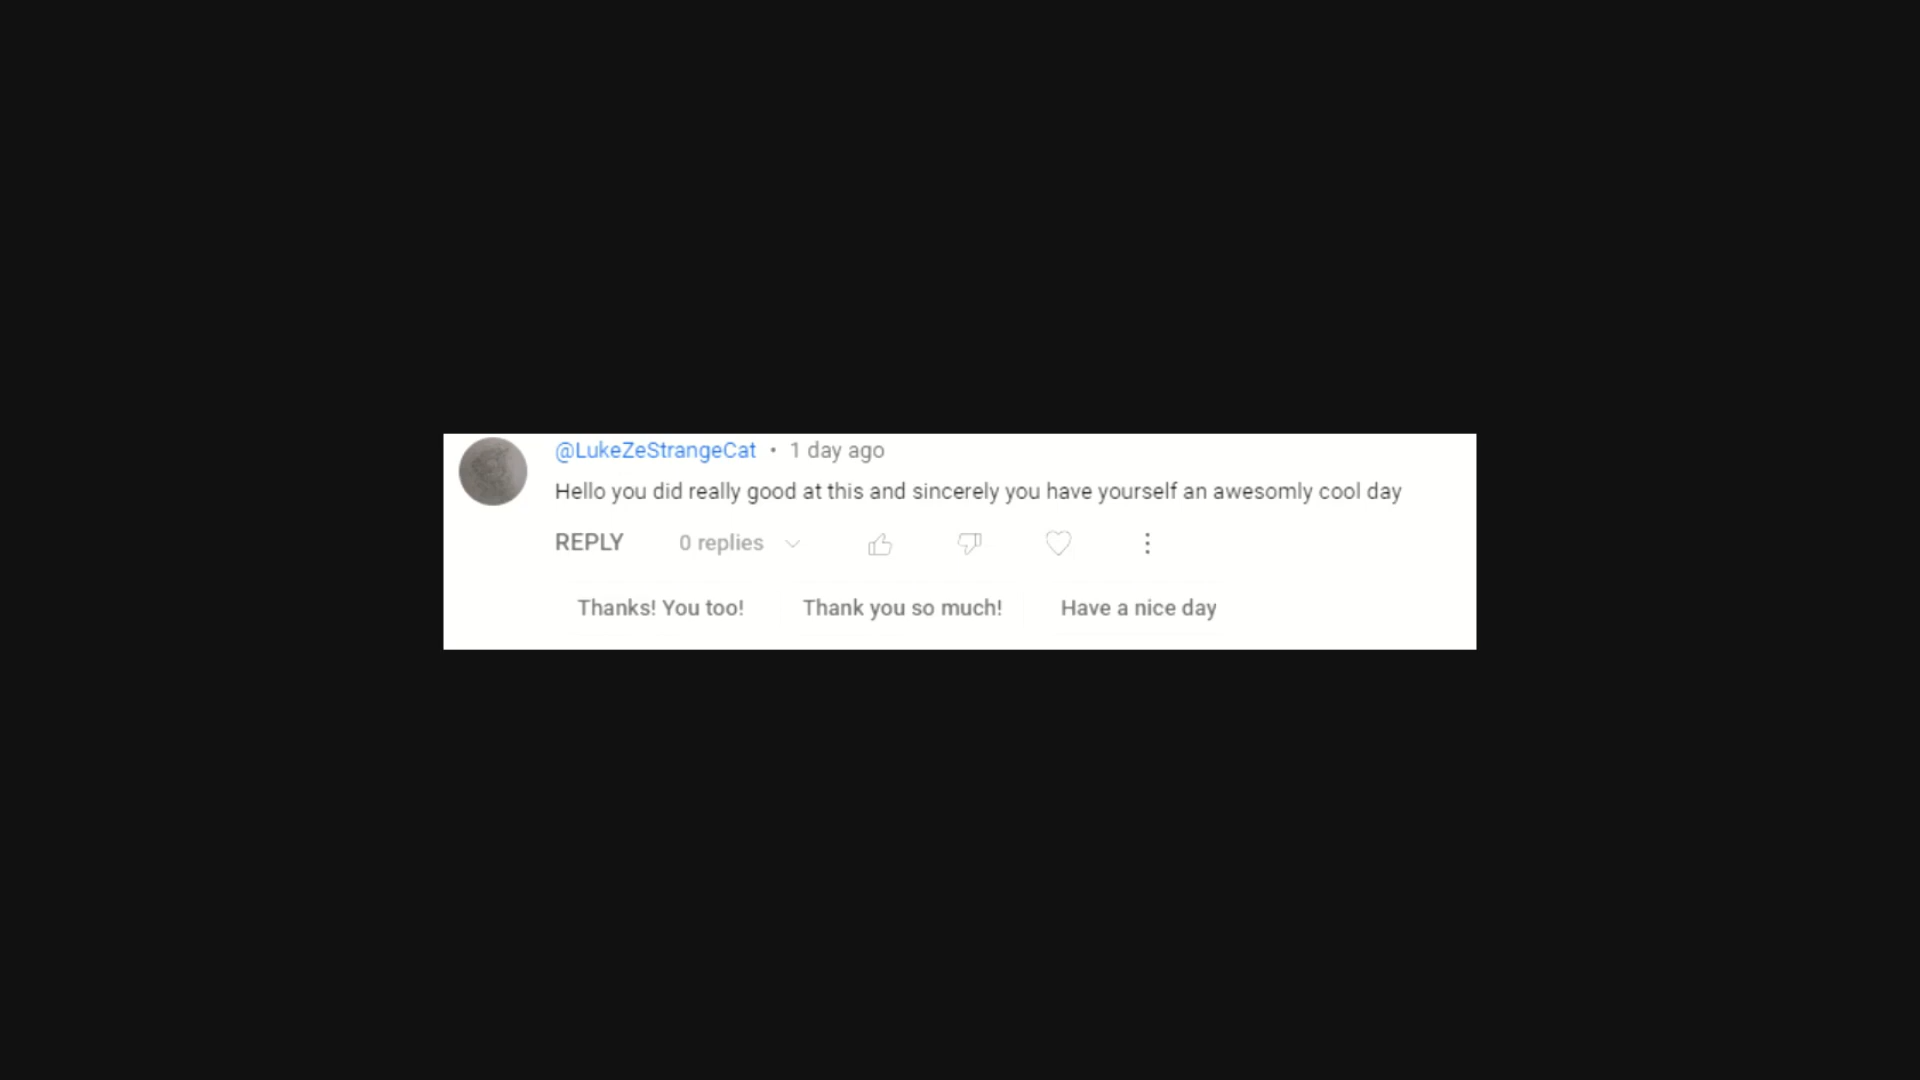 @LukeZeStrangeCat • 1 day ago
Hello you did really good at this and sincerely you have yourself an awesomly cool day
REPLY 0 replies
Thanks! You too! Thank you so much! Have a nice day